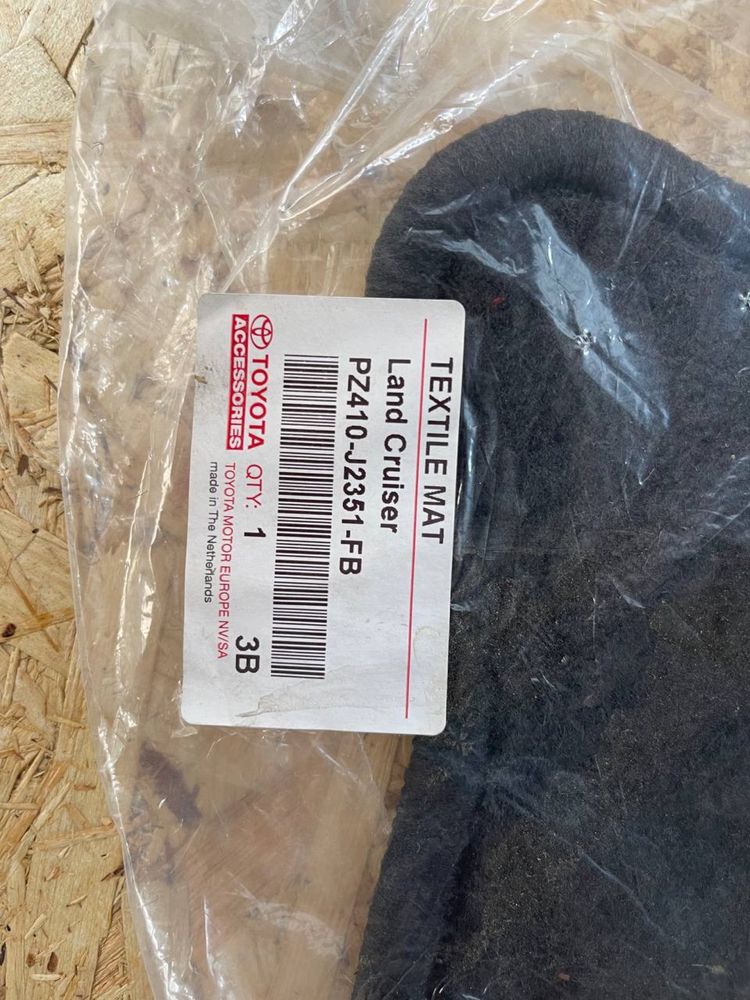 TEXTILE MAT
Land Cruiser
PZ410-J2351-FB
TOYOTA QTY: 1 3B
ACCESSORIES TOYOTA MOTOR EUROPE NV/SA
made in The Netherlands